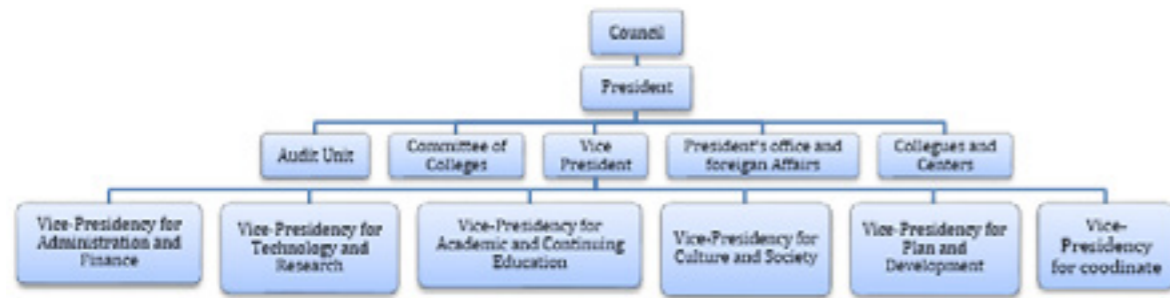 Council
President
Audit Unit
Committee of
Colleges
Vice
President
President's office and
foreigan Affairs
Collegues and
Centers
Vice-Presidency for
Administration and
Finance
Vice-Presidency for
Technology and
Research
Vice-Presidency for
Academic and Continuing
Education
Vice-Presidency for
Culture and Society
Vice-Presidency for
Plan and
Development
Vice-
Presidency
for coodinate